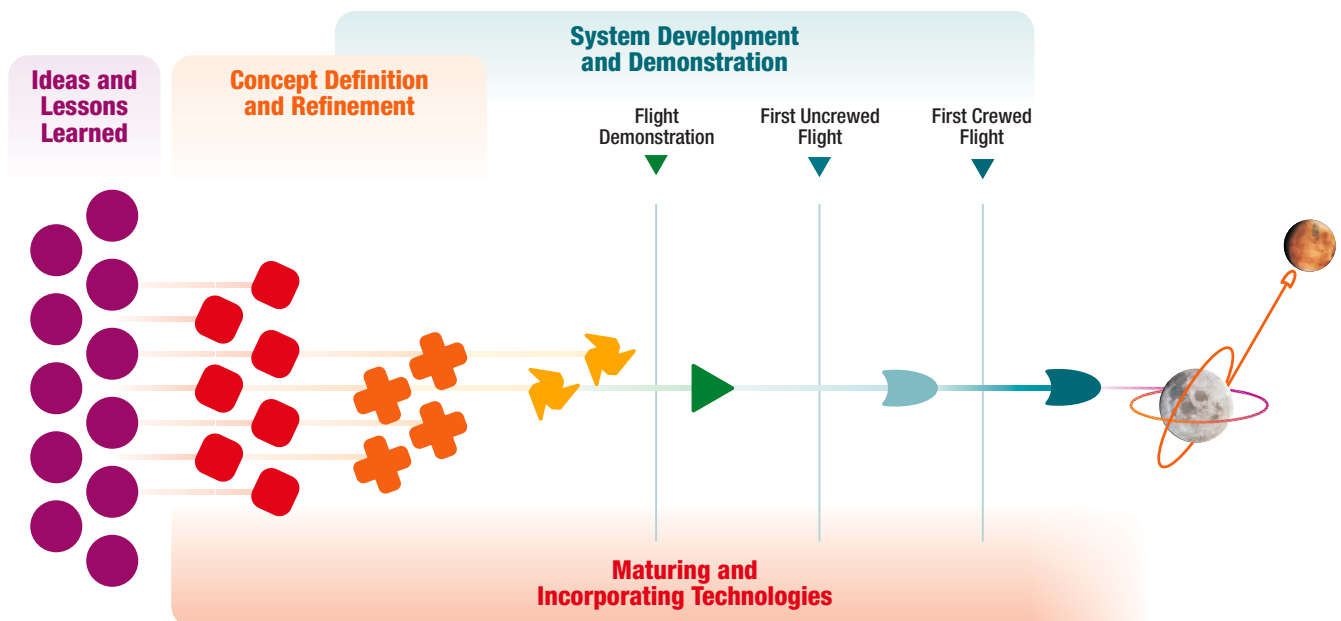 Ideas and
Lessons
Learned
Concept Definition
and Refinement
System Development
and Demonstration
Flight
Demonstration
First Uncrewed
Flight
First Crewed
Flight
Maturing and
Incorporating Technologies